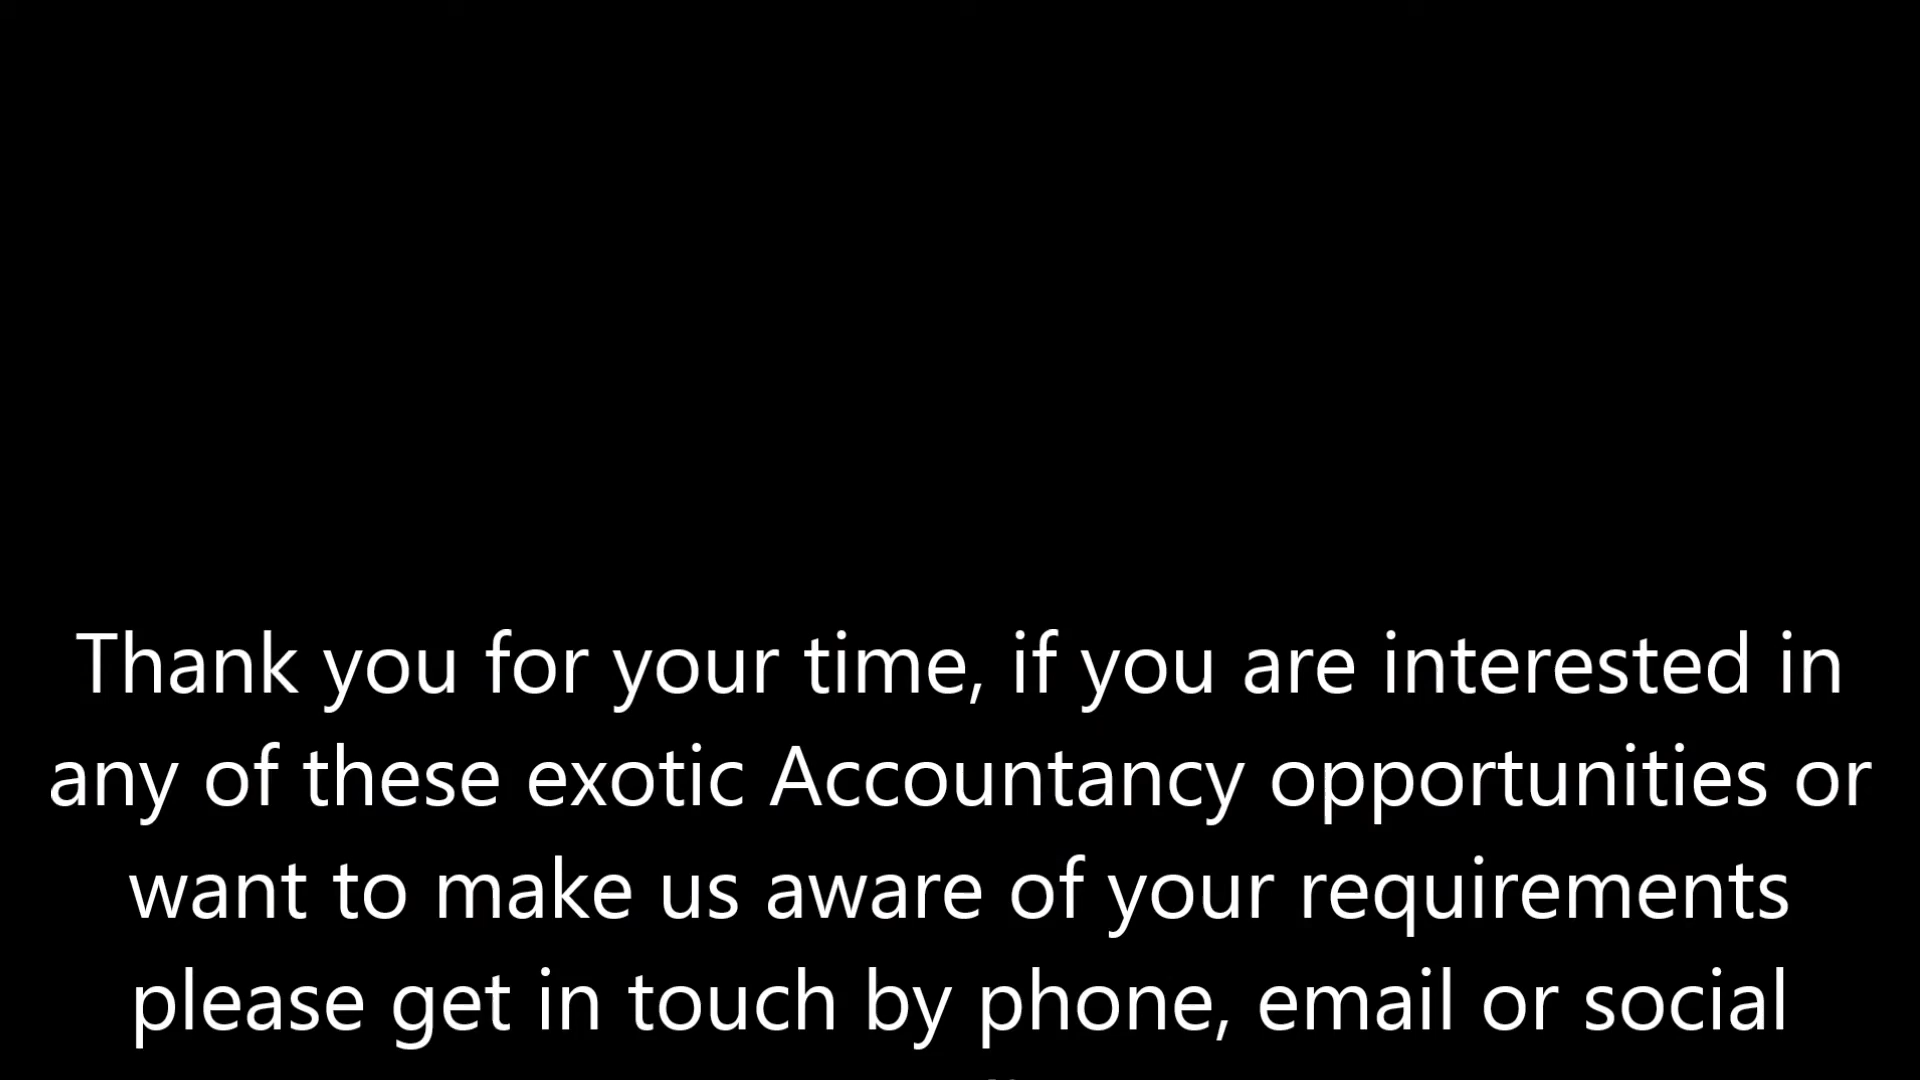 Thank you for your time, if you are interested in
any of these exotic Accountancy opportunities or
want to make us aware of your requirements
please get in touch by phone, email or social